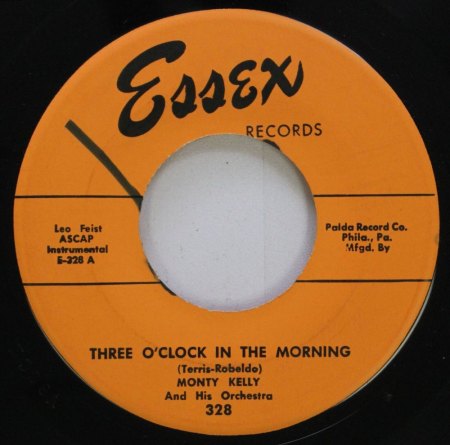 Essex
RECORDS
Leo Feist
ASCAP
Instrumental
E-328 A
Palda Record Co.
Phila., Pa.
Mfgd. By
THREE O'CLOCK IN THE MORNING
(Terris-Robeldo)
MONTY KELLY
And His Orchestra
328